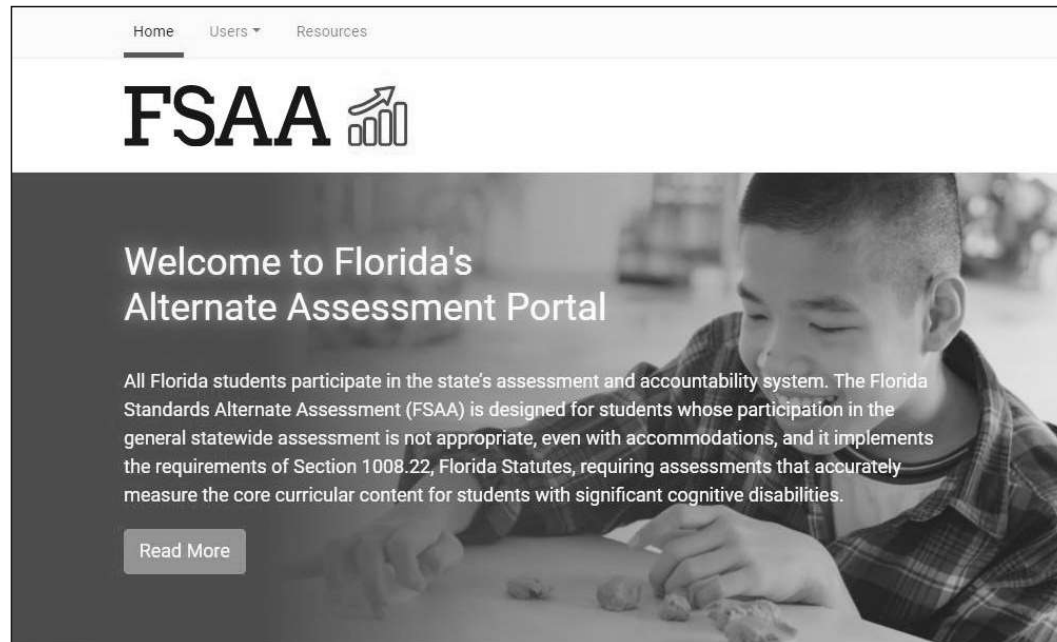 Home Users Resources
FSAA
Welcome to Florida's
Alternate Assessment Portal
All Florida students participate in the state's assessment and accountability system. The Florida
Standards Alternate Assessment (FSAA) is designed for students whose participation in the
general statewide assessment is not appropriate, even with accommodations, and it implements
the requirements of Section 1008.22, Florida Statutes, requiring assessments that accurately
measure the core curricular content for students with significant cognitive disabilities.
Read More